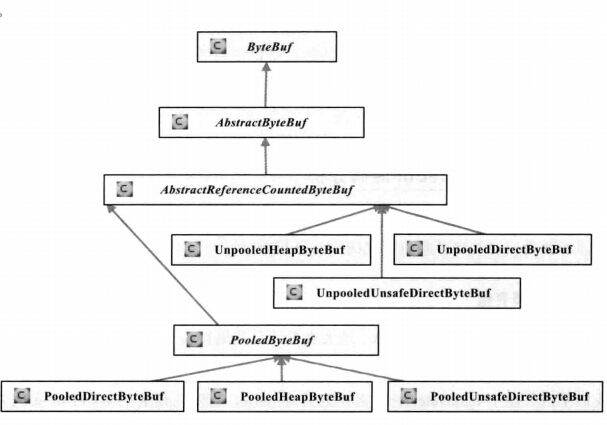 。
C ByteBuf
C AbstractByteBuf
C AbstractReferenceCountedByteBuf
C UnpooledHeapByteBuf C UnpooledDirectByteBuf
C UnpooledUnsafeDirectByteBuf
C PooledByteBuf
C PooledDirectByteBuf C PooledHeapByteBuf C PooledUnsafeDirectByteBuf